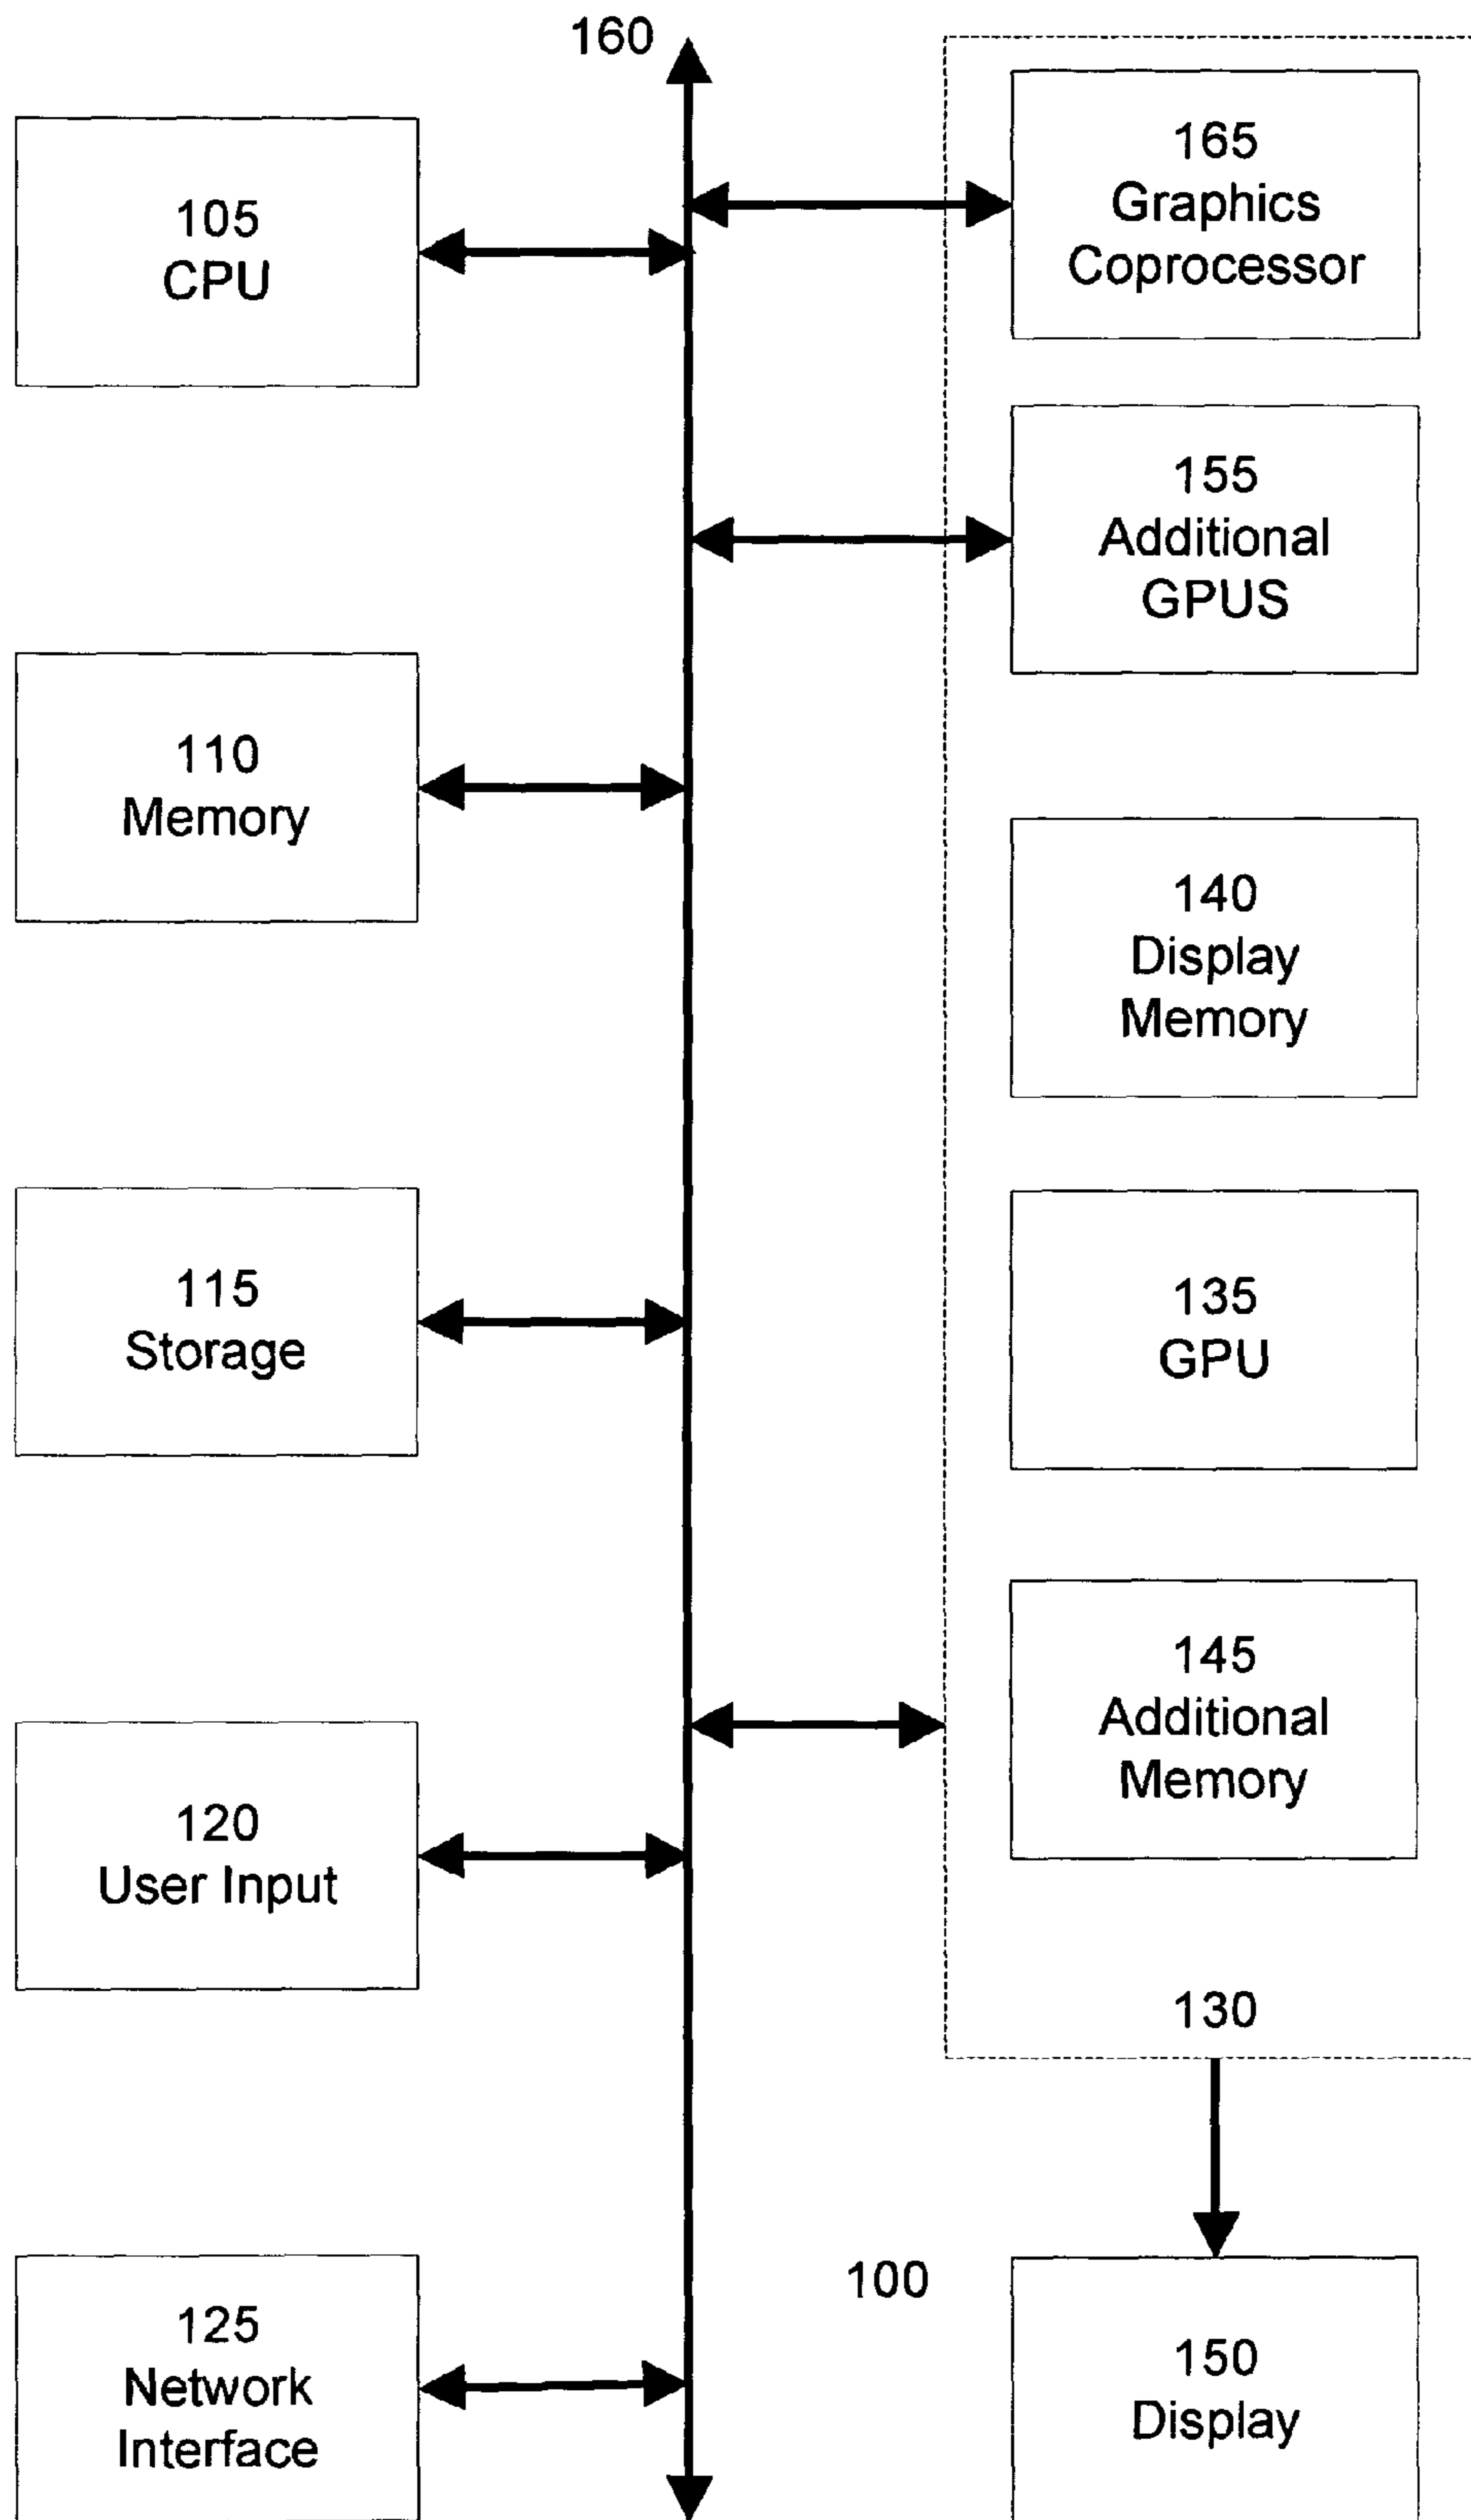 160
105
CPU
110
Memory
115
Storage
120
User Input
125
Network
Interface
165
Graphics
Coprocessor
155
Additional
GPUS
140
Display
Memory
135
GPU
145
Additional
Memory
130
100
150
Display